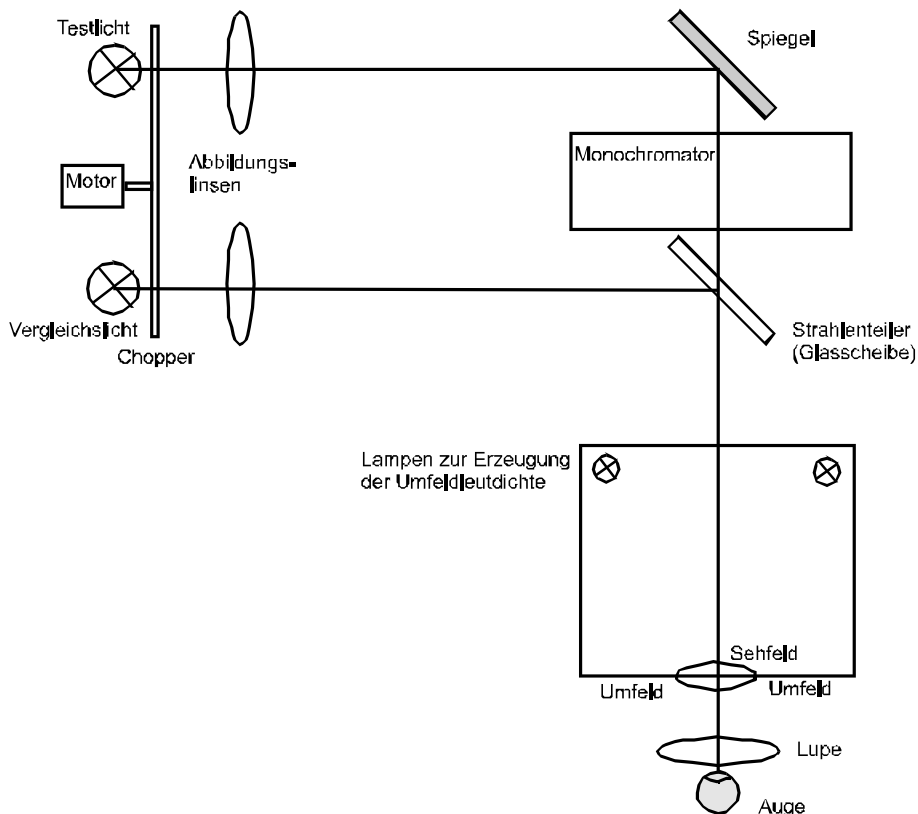 Testlicht
Spiegel
Monochromator
Abbildungs-
linsen
Motor
Vergleichslicht
Chopper
Strahlenteiler
(Glasscheibe)
Lampen zur Erzeugung
der Umfeldleutdichte
Sehfeld
Umfeld
Umfeld
Lupe
Auge